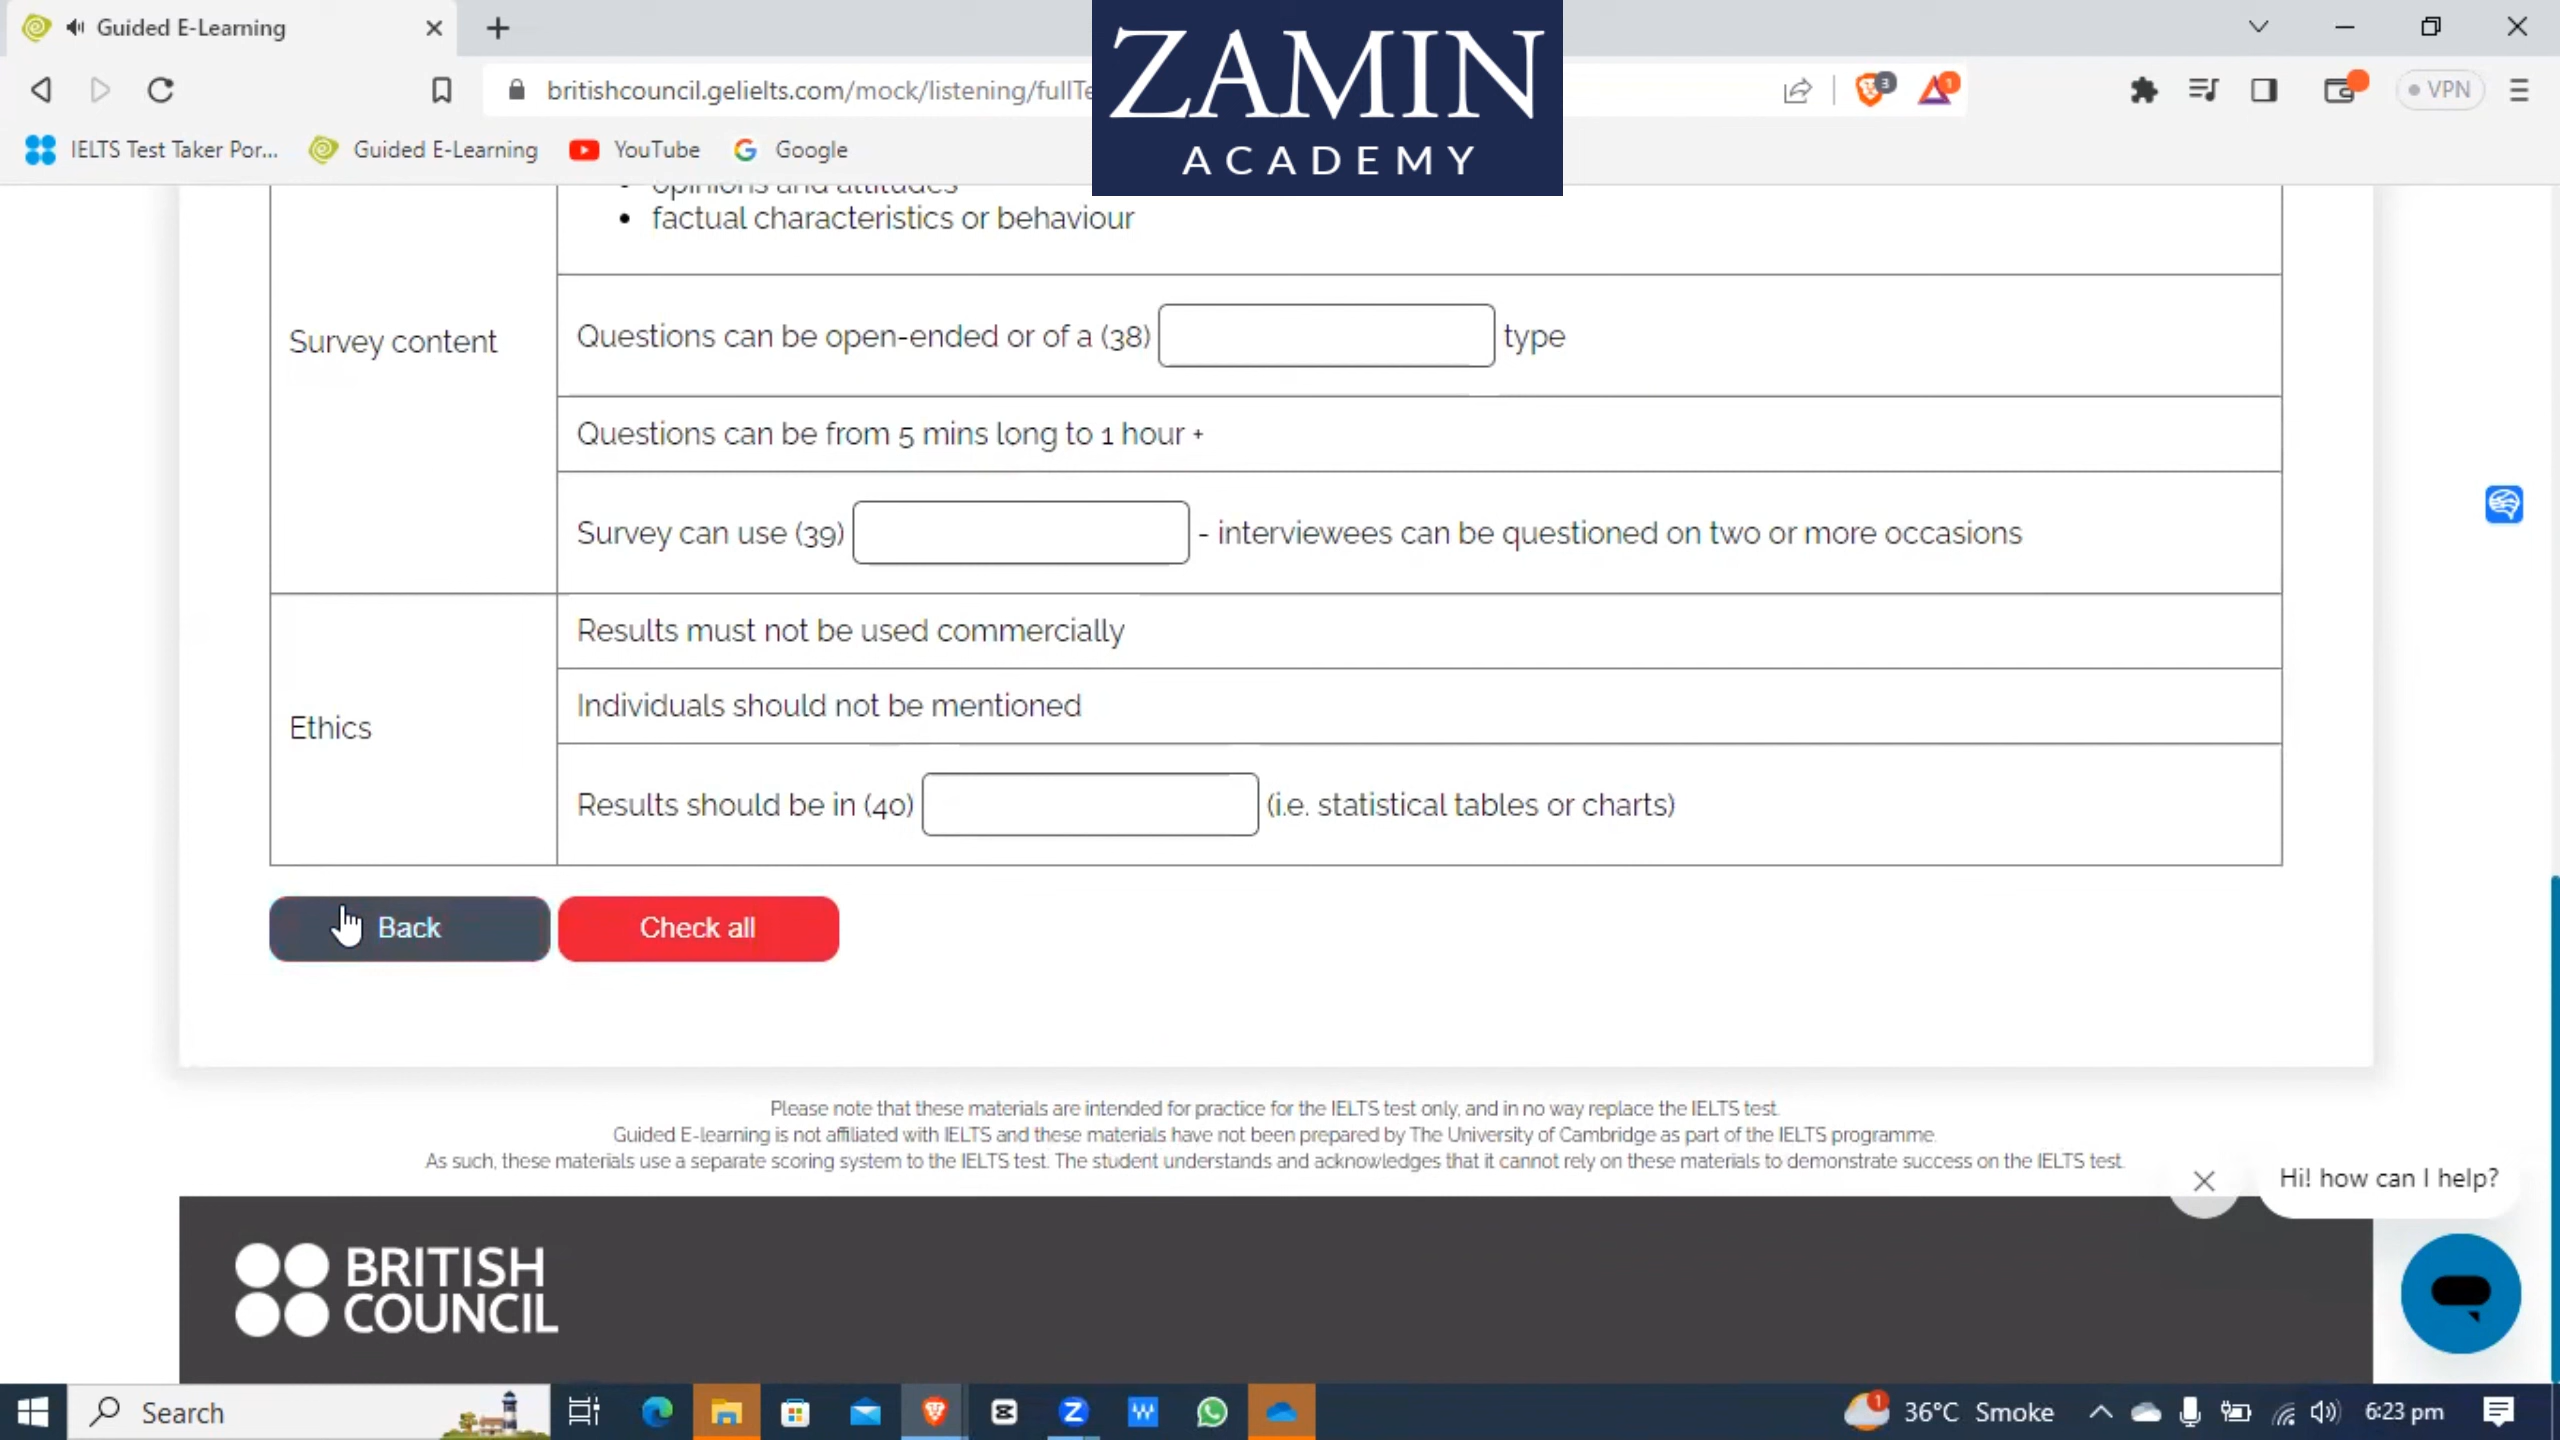 Guided E-Learning
ZAMIN
ACADEMY
britishcouncil.gelielts.com/mock/listening/fullTe
3
1
VPN
IELTS Test Taker Por...
Guided E-Learning
YouTube
Google
opinions and attitudes
• factual characteristics or behaviour
Survey content
Questions can be open-ended or of a (38)
type
Questions can be from 5 mins long to 1 hour +
Survey can use (39)
- interviewees can be questioned on two or more occasions
Ethics
Results must not be used commercially
Individuals should not be mentioned
Results should be in (40)
(i.e. statistical tables or charts)
Back
Check all
Please note that these materials are intended for practice for the IELTS test only, and in no way replace the IELTS test.
Guided E-learning is not affiliated with IELTS and these materials have not been prepared by The University of Cambridge as part of the IELTS programme.
As such, these materials use a separate scoring system to the IELTS test. The student understands and acknowledges that it cannot rely on these materials to demonstrate success on the IELTS test.
Hi! how can I help?
BRITISH
COUNCIL
Search
1
36°C Smoke
6:23 pm